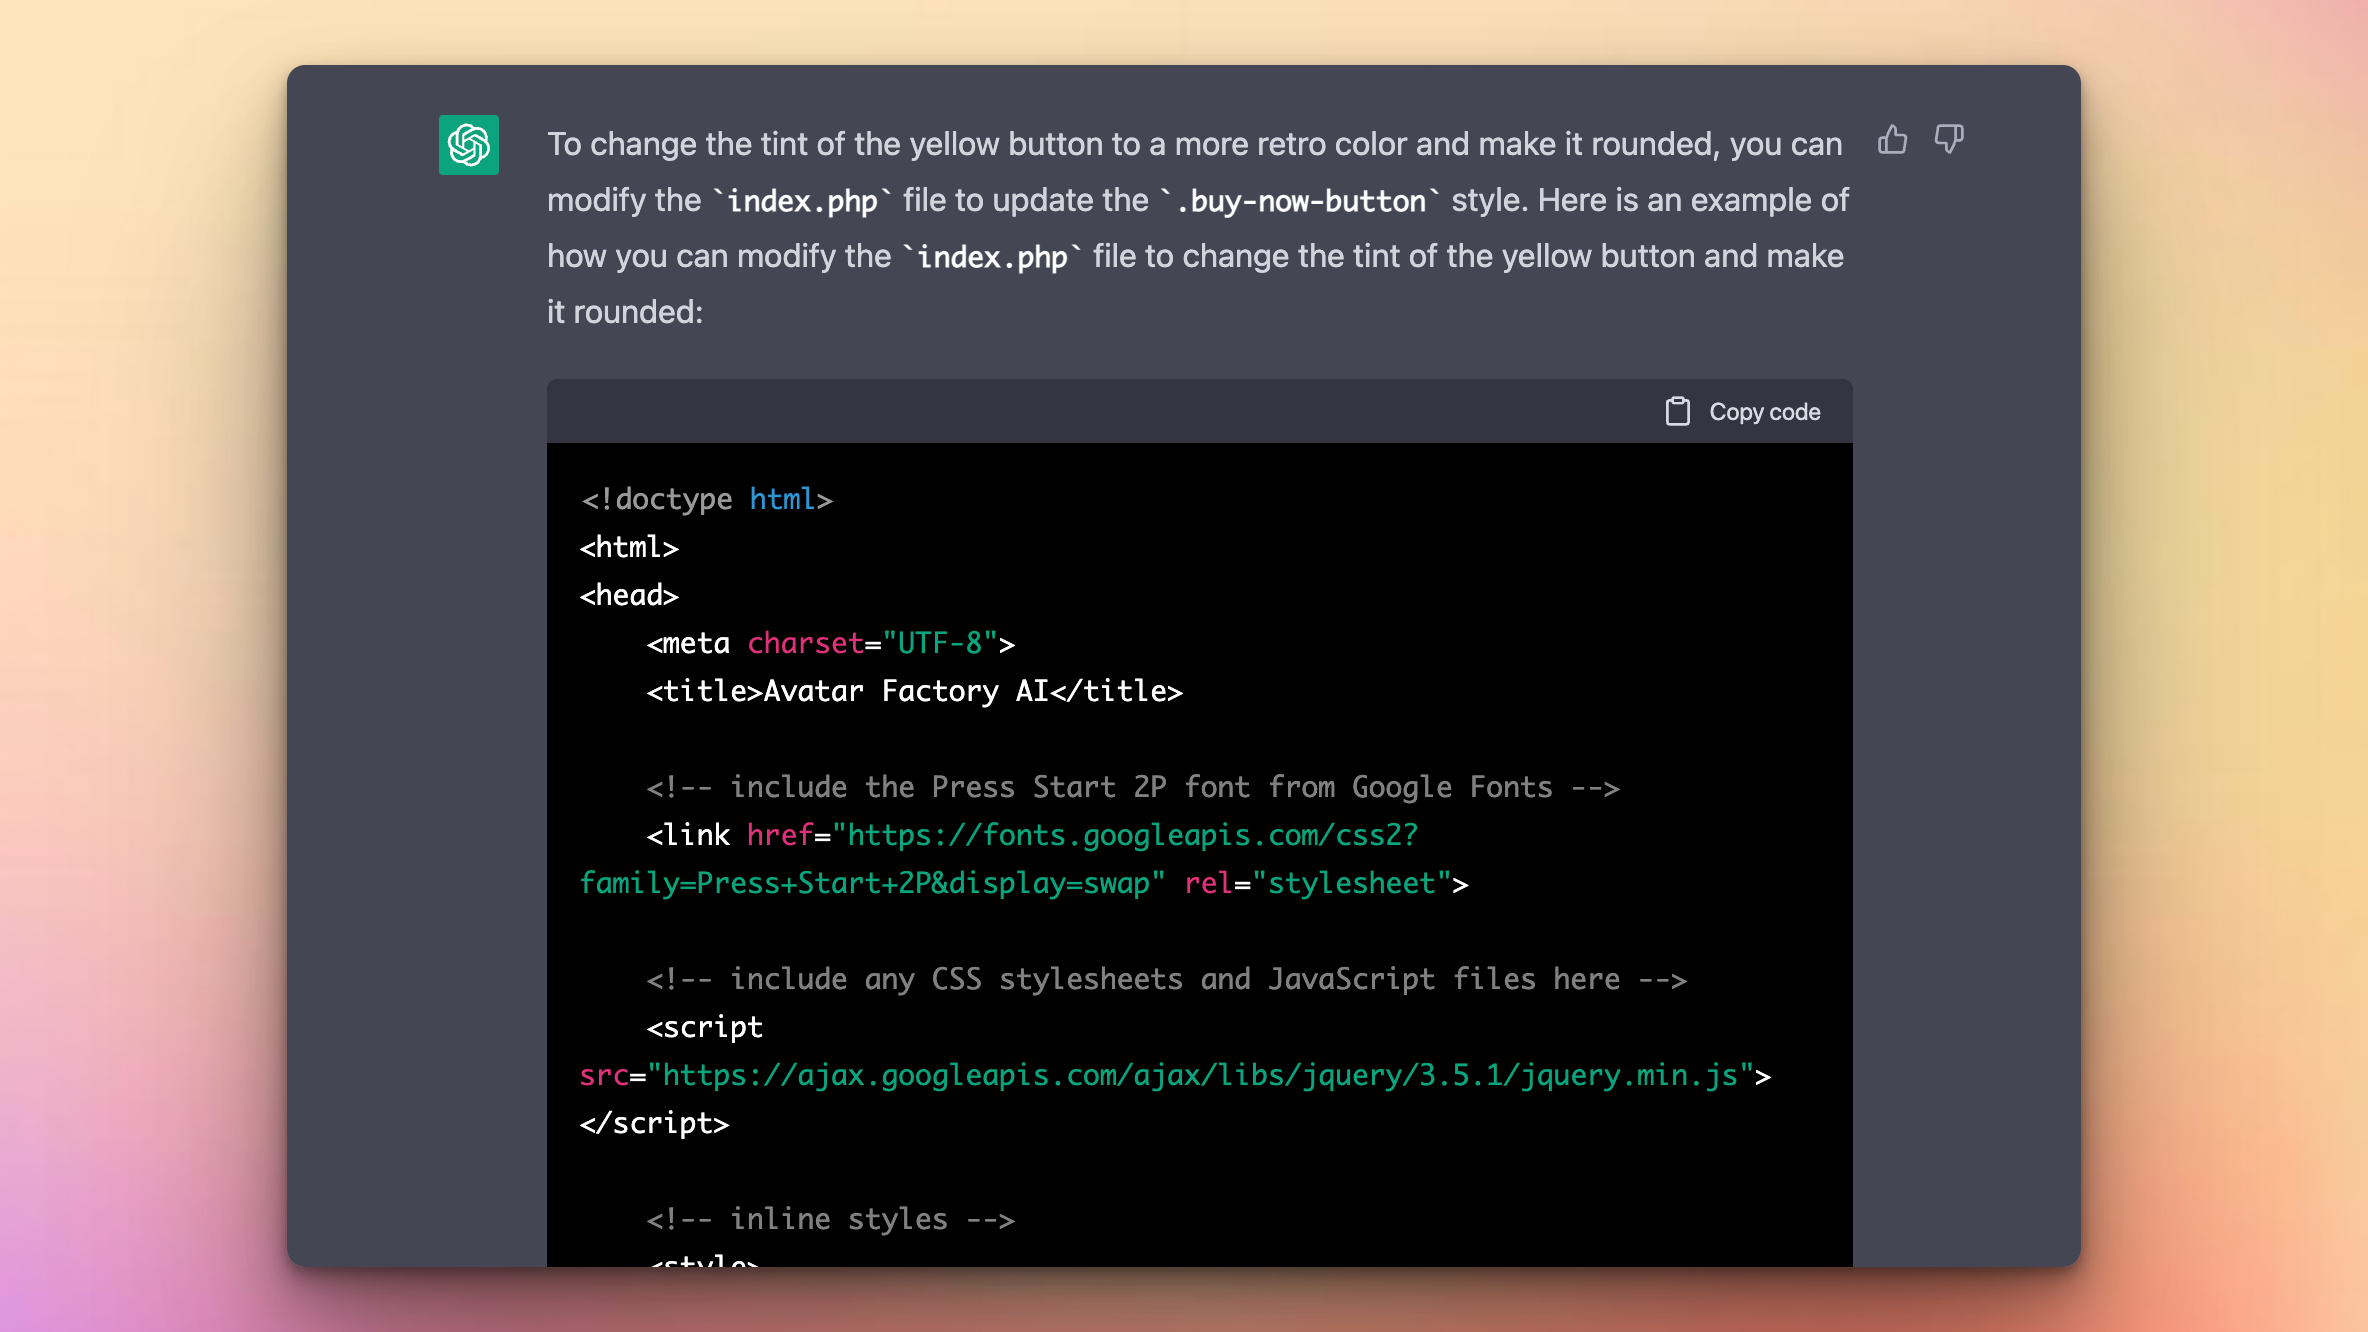 To change the tint of the yellow button to a more retro color and make it rounded, you can
modify the `index.php` file to update the `.buy-now-button` style. Here is an example of
how you can modify the `index.php` file to change the tint of the yellow button and make
it rounded:
Copy code
<!doctype html>
<html>
<head>
    <meta charset="UTF-8">
    <title>Avatar Factory AI</title>
    <!-- include the Press Start 2P font from Google Fonts -->
    <link href="https://fonts.googleapis.com/css2?
family=Press+Start+2P&display=swap" rel="stylesheet">
    <!-- include any CSS stylesheets and JavaScript files here -->
    <script
src="https://ajax.googleapis.com/ajax/libs/jquery/3.5.1/jquery.min.js">
</script>
    <!-- inline styles -->
    <style>